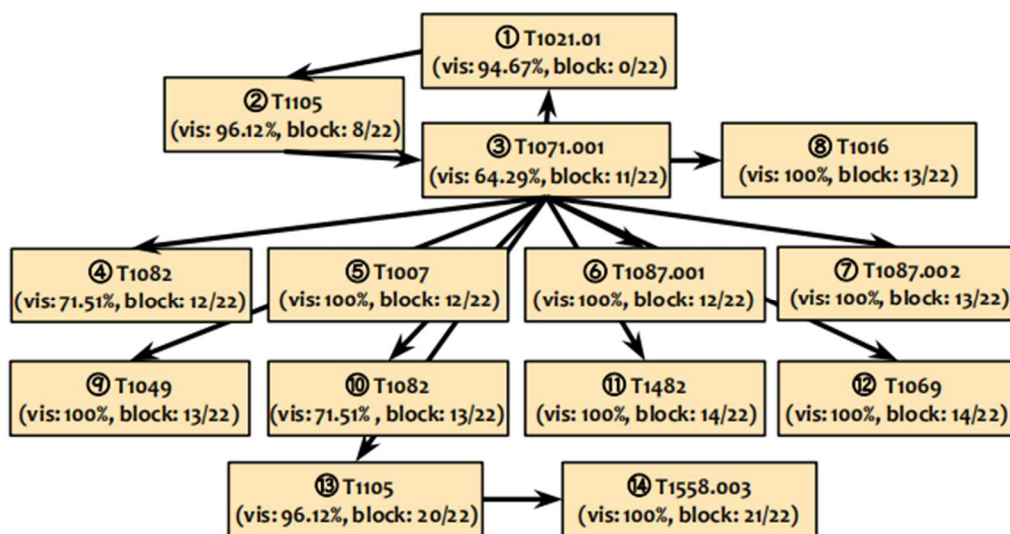 ① T1021.01
(vis: 94.67%, block: 0/22)
② T1105
(vis: 96.12%, block: 8/22)
③ T1071.001
(vis: 64.29%, block: 11/22)
⑧ T1016
(vis: 100%, block: 13/22)
④ T1082
(vis: 71.51%, block: 12/22)
⑤ T1007
(vis: 100%, block: 12/22)
⑥ T1087.001
(vis: 100%, block: 12/22)
⑦ T1087.002
(vis: 100%, block: 13/22)
⑨ T1049
(vis: 100%, block: 13/22)
⑩ T1082
(vis: 71.51% , block: 13/22)
⑪ T1482
(vis: 100%, block: 14/22)
⑫ T1069
(vis: 100%, block: 14/22)
⑬ T1105
(vis: 96.12%, block: 20/22)
⑭ T1558.003
(vis: 100%, block: 21/22)